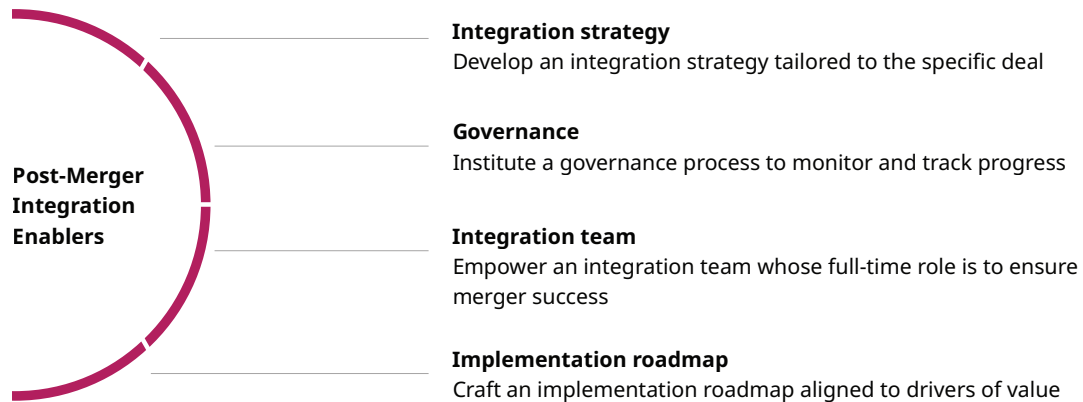 Post-Merger
Integration
Enablers
Integration strategy
Develop an integration strategy tailored to the specific deal
Governance
Institute a governance process to monitor and track progress
Integration team
Empower an integration team whose full-time role is to ensure
merger success
Implementation roadmap
Craft an implementation roadmap aligned to drivers of value